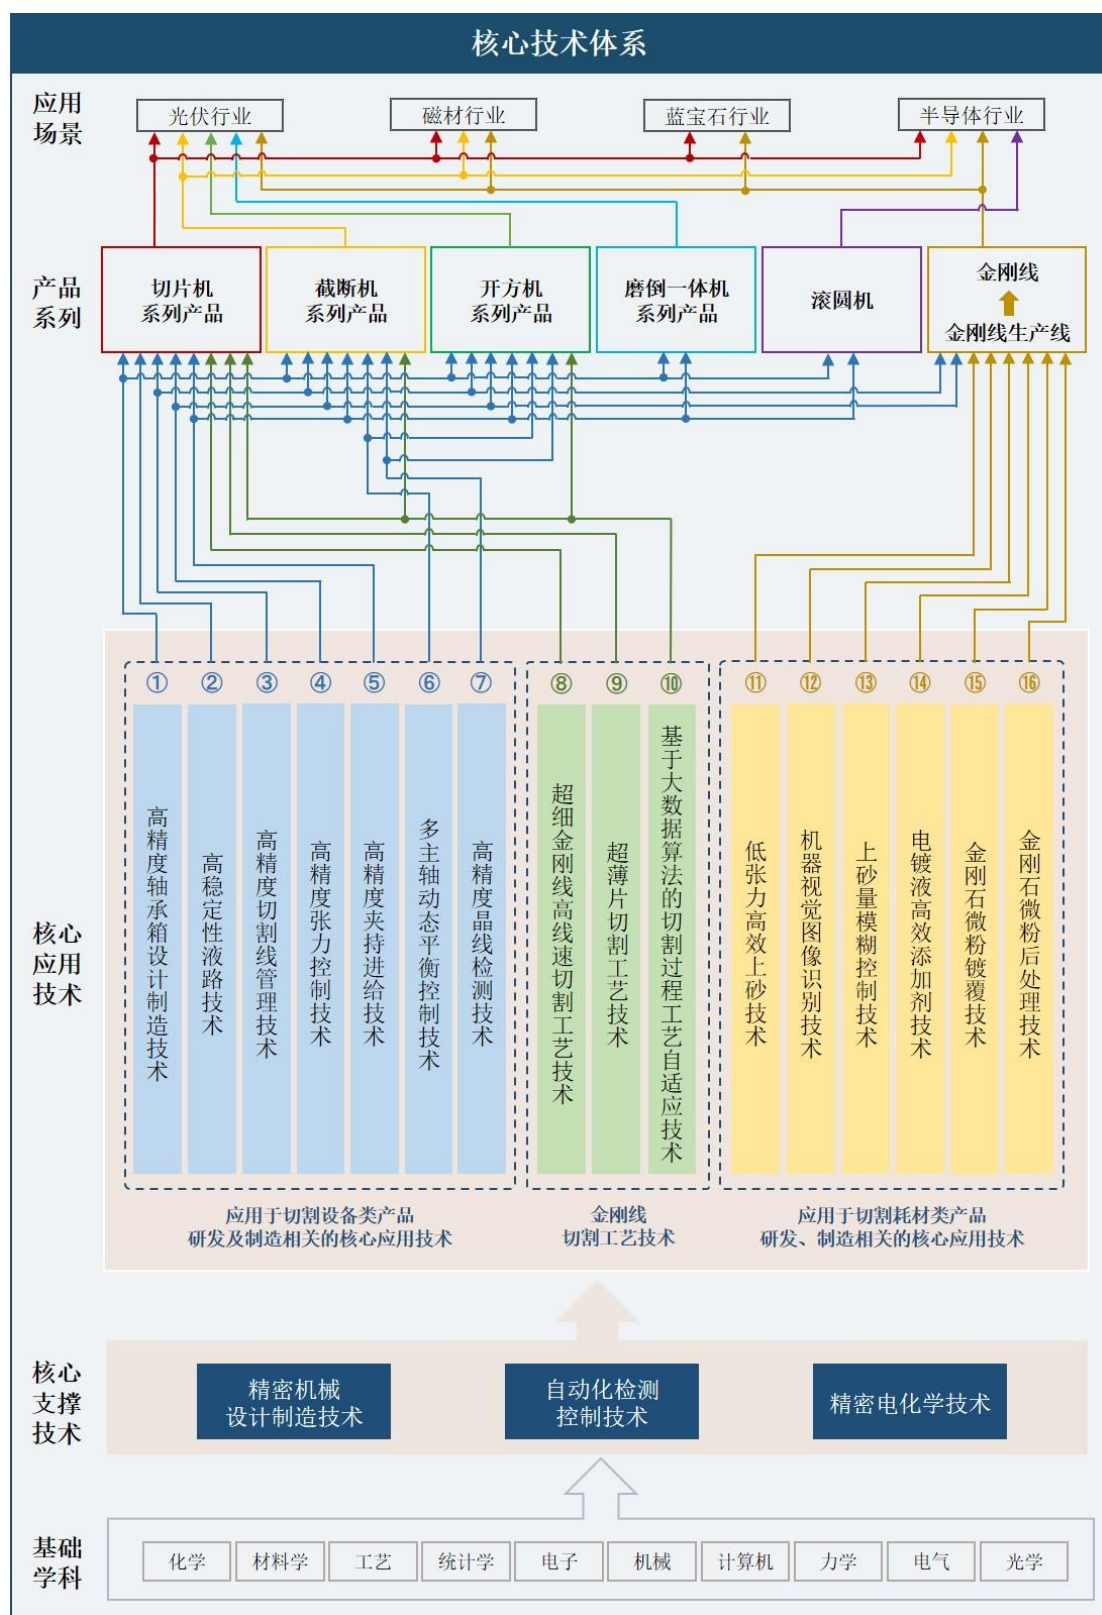 核心技术体系
应用
场景
光伏行业
磁材行业
蓝宝石行业
半导体行业
产品
系列
切片机
系列产品
截断机
系列产品
开方机
系列产品
磨倒一体机
系列产品
滚圆机
金刚线
金刚线生产线
核心
应用
技术
①
高精度轴承箱设计制造技术
②
高稳定性液路技术
③
高精度切割线管理技术
④
高精度张力控制技术
⑤
高精度夹持进给技术
⑥
多主轴动态平衡控制技术
⑦
高精度晶线检测技术
⑧
超细金刚线高线速切割工艺技术
⑨
超薄片切割工艺技术
⑩
基于大数据算法的切割过程工艺自适应技术
⑪
低张力高效上砂技术
⑫
机器视觉图像识别技术
⑬
上砂量模糊控制技术
⑭
电镀液高效添加剂技术
⑮
金刚石微粉镀覆技术
⑯
金刚石微粉后处理技术
应用于切割设备类产品
研发及制造相关的核心应用技术
金刚线
切割工艺技术
应用于切割耗材类产品
研发、制造相关的核心应用技术
核心
支撑
技术
精密机械
设计制造技术
自动化检测
控制技术
精密电化学技术
基础
学科
化学
材料学
工艺
统计学
电子
机械
计算机
力学
电气
光学